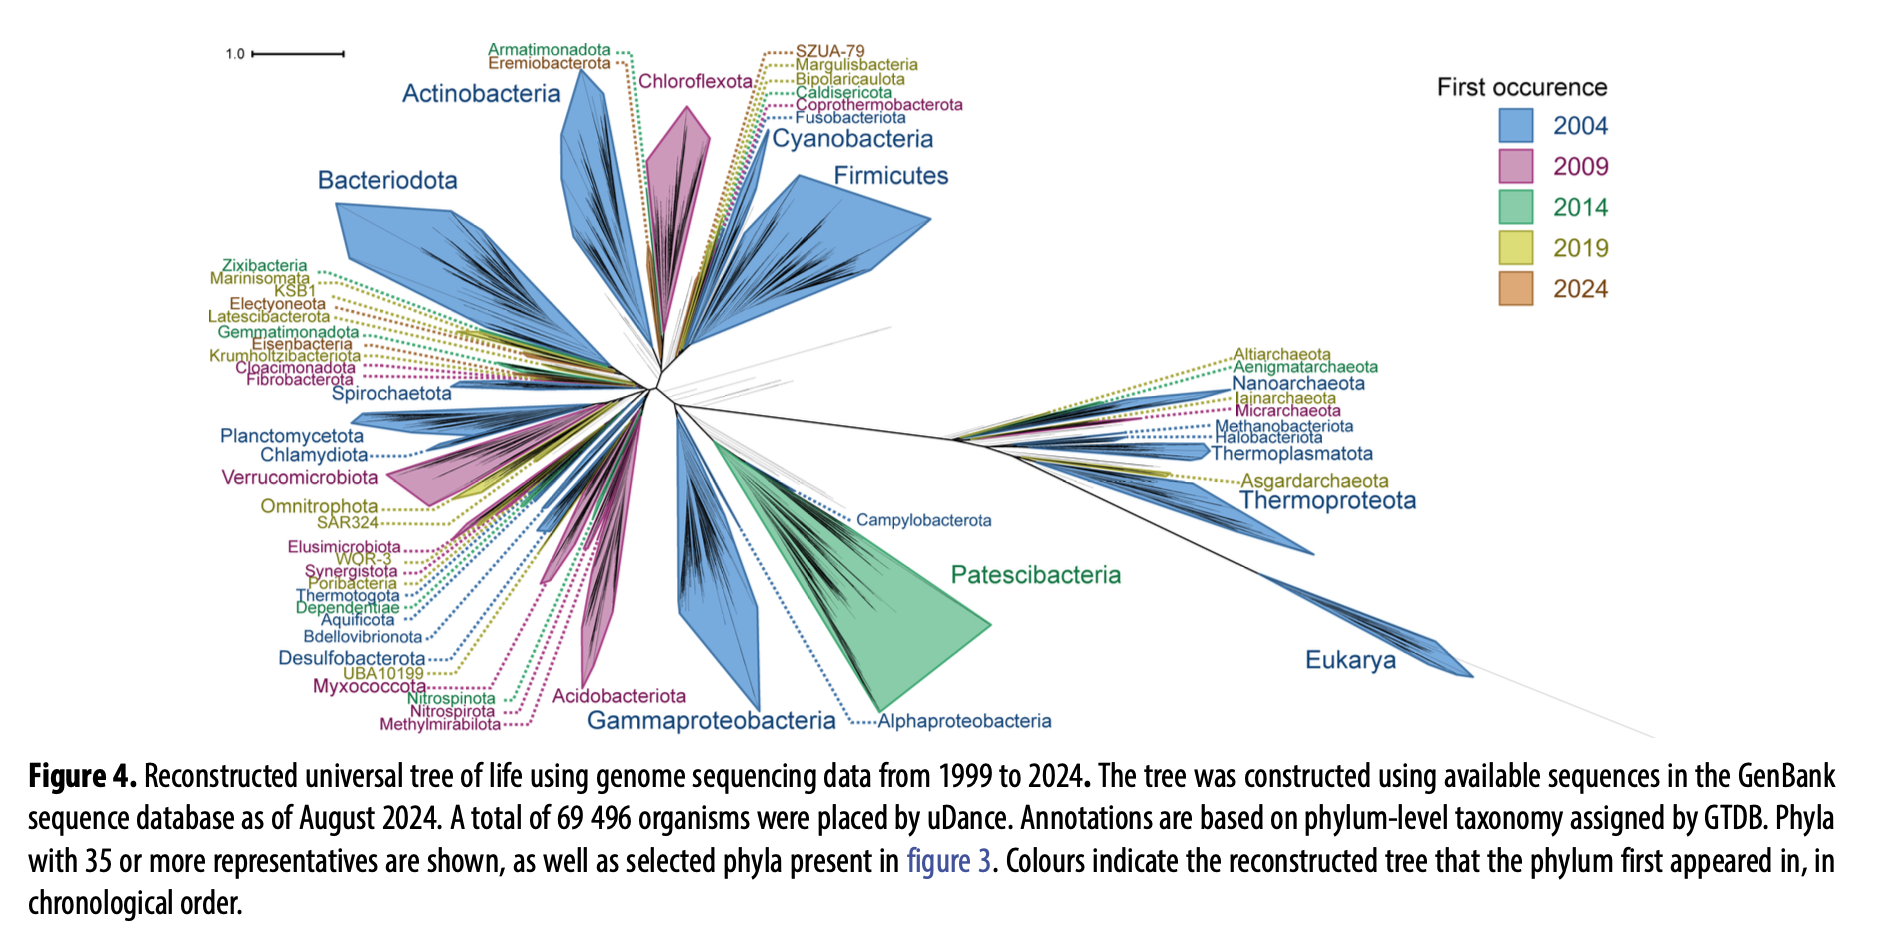 1.0
Armatimonadota
Eremiobacterota
Actinobacteria
Chloroflexota
SZUA-79
Margulisbacteria
Bipolaricaulota
Caldisericota
Coprothermobacterota
Fusobacteriota
Cyanobacteria
Firmicutes
Bacteriodota
First occurence
2004
2009
2014
2019
2024
Zixibacteria
Marinisomata
KSB1
Electyoneota
Latescibacterota
Gemmatimonadota
Eisenbacteria
Krumholtzibacteriota
Cloacimonadota
Fibrobacterota
Spirochaetota
Planctomycetota
Chlamydiota
Verrucomicrobiota
Omnitrophota
SAR324
Elusimicrobiota
WOR-3
Synergistota
Poribacteria
Thermotogota
Dependentiae
Aquificota
Bdellovibrionota
Desulfobacterota
UBA10199
Myxococcota
Nitrospinota
Nitrospirota
Methylmirabilota
Acidobacteriota
Gammaproteobacteria
Alphaproteobacteria
Campylobacterota
Patescibacteria
Altiarchaeota
Aenigmatarchaeota
Nanoarchaeota
Iainarchaeota
Micrarchaeota
Methanobacteriota
Halobacteriota
Thermoplasmatota
Asgardarchaeota
Thermoproteota
Eukarya
Figure 4. Reconstructed universal tree of life using genome sequencing data from 1999 to 2024. The tree was constructed using available sequences in the GenBank
sequence database as of August 2024. A total of 69 496 organisms were placed by uDance. Annotations are based on phylum-level taxonomy assigned by GTDB. Phyla
with 35 or more representatives are shown, as well as selected phyla present in figure 3. Colours indicate the reconstructed tree that the phylum first appeared in, in
chronological order.